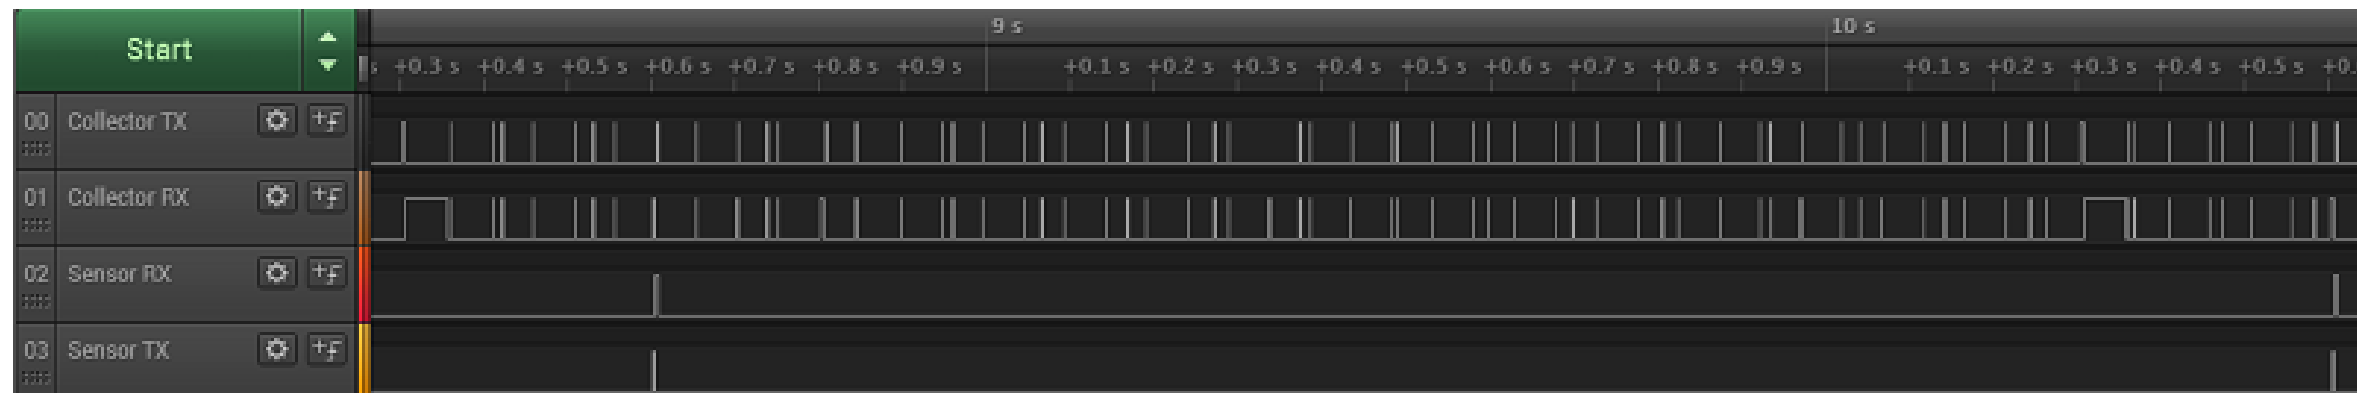 Start
9 s
10 s
s +0.3 s +0.4 s +0.5 s +0.6 s +0.7 s +0.8 s +0.9 s +0.1 s +0.2 s +0.3 s +0.4 s +0.5 s +0.6 s +0.7 s +0.8 s +0.9 s +0.1 s +0.2 s +0.3 s +0.4 s +0.5 s +0.
00 Collector TX
01 Collector RX
02 Sensor RX
03 Sensor TX